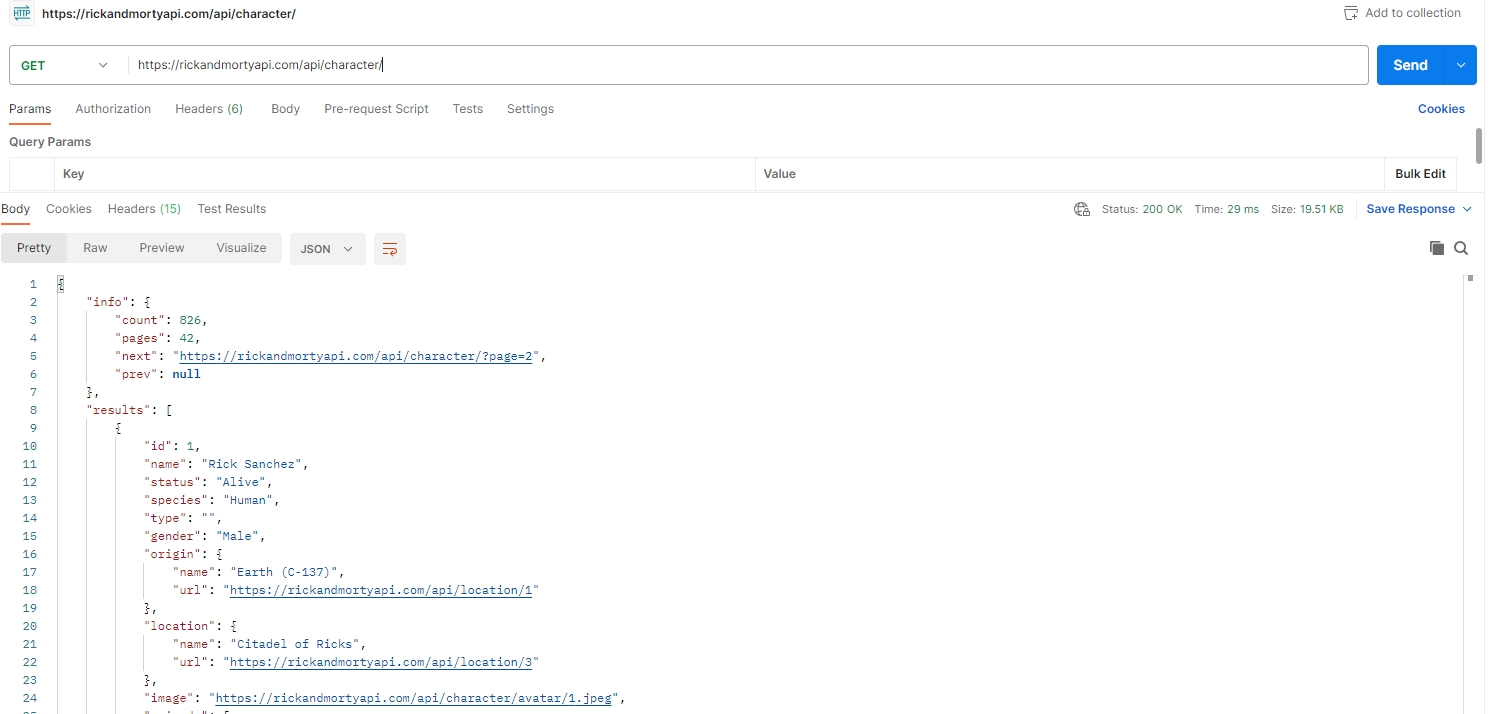 HTTP https://rickandmortyapi.com/api/character/ Add to collection
GET https://rickandmortyapi.com/api/character/ Send
Params Authorization Headers (6) Body Pre-request Script Tests Settings Cookies
Query Params
Key Value Bulk Edit
Body Cookies Headers (15) Test Results Status: 200 OK Time: 29 ms Size: 19.51 KB Save Response
Pretty Raw Preview Visualize JSON
1 {
2 "info": {
3 "count": 826,
4 "pages": 42,
5 "next": "https://rickandmortyapi.com/api/character/?page=2",
6 "prev": null
7 },
8 "results": [
9 {
10 "id": 1,
11 "name": "Rick Sanchez",
12 "status": "Alive",
13 "species": "Human",
14 "type": "",
15 "gender": "Male",
16 "origin": {
17 "name": "Earth (C-137)",
18 "url": "https://rickandmortyapi.com/api/location/1"
19 },
20 "location": {
21 "name": "Citadel of Ricks",
22 "url": "https://rickandmortyapi.com/api/location/3"
23 },
24 "image": "https://rickandmortyapi.com/api/character/avatar/1.jpeg",